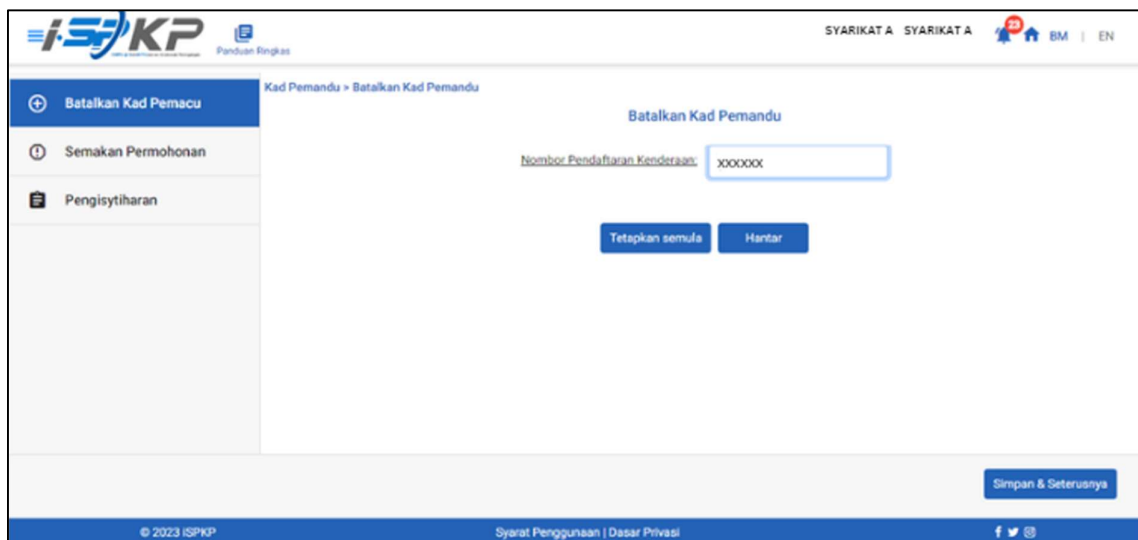 iSPKP
Panduan Ringkas
SYARIKAT A SYARIKAT A
23
BM | EN
Batalkan Kad Pemacu
Semakan Permohonan
Pengisytiharan
Kad Pemandu > Batalkan Kad Pemandu
Batalkan Kad Pemandu
Nombor Pendaftaran Kenderaan: XXXXXX
Tetapkan semula Hantar
Simpan & Seterusnya
© 2023 iSPKP Syarat Penggunaan | Dasar Privasi